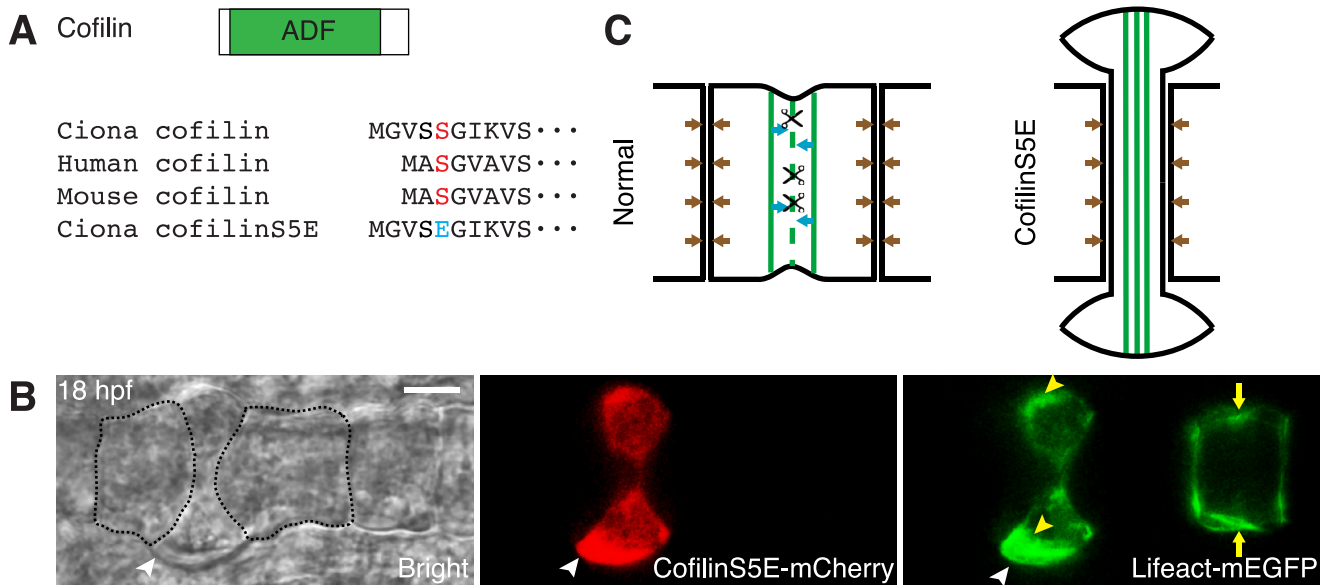 A
Cofilin
ADF
Ciona cofilin MGVSSGIKVS···
Human cofilin MASGVAVS···
Mouse cofilin MASGVAVS···
Ciona cofilinS5E MGVSEGIKVS···
C
Normal
CofilinS5E
B
18 hpf
Bright
CofilinS5E-mCherry
Lifeact-mEGFP